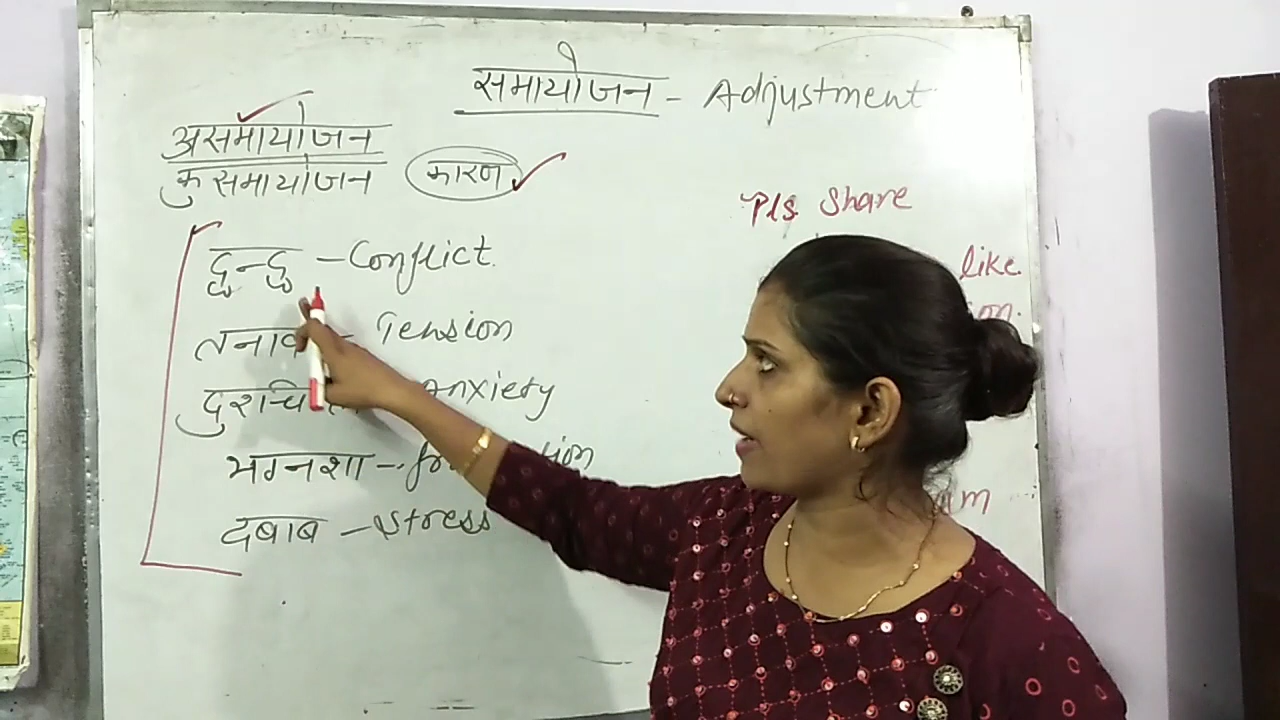 समायोजन - Adjustment
असमायोजन
कुसमायोजन कारण
Pls Share
like
द्वन्द्व - Conflict
तनाव - Tension
anxiety
भग्नशा -
दबाब - Stress